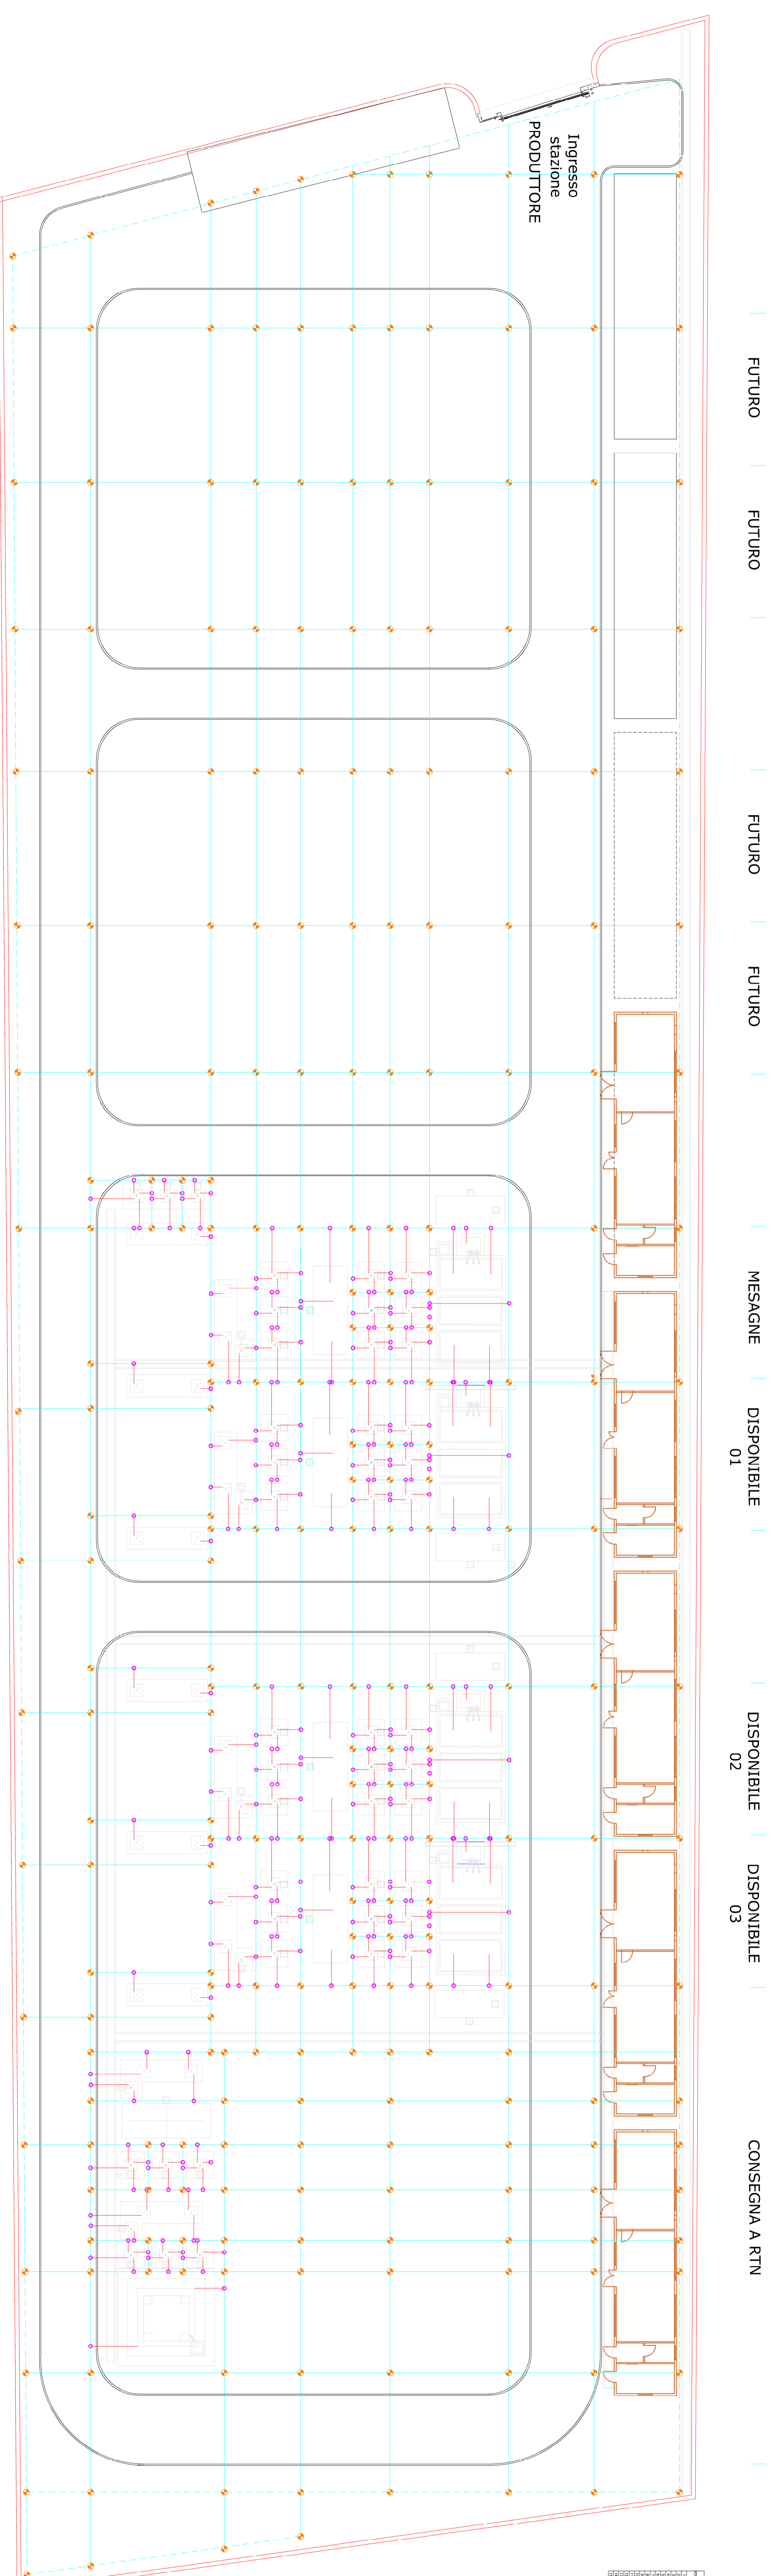 Ingresso
stazione
PRODUTTORE
FUTURO
FUTURO
FUTURO
FUTURO
MESAGNE
DISPONIBILE
01
DISPONIBILE
02
DISPONIBILE
03
CONSEGNA A RTN